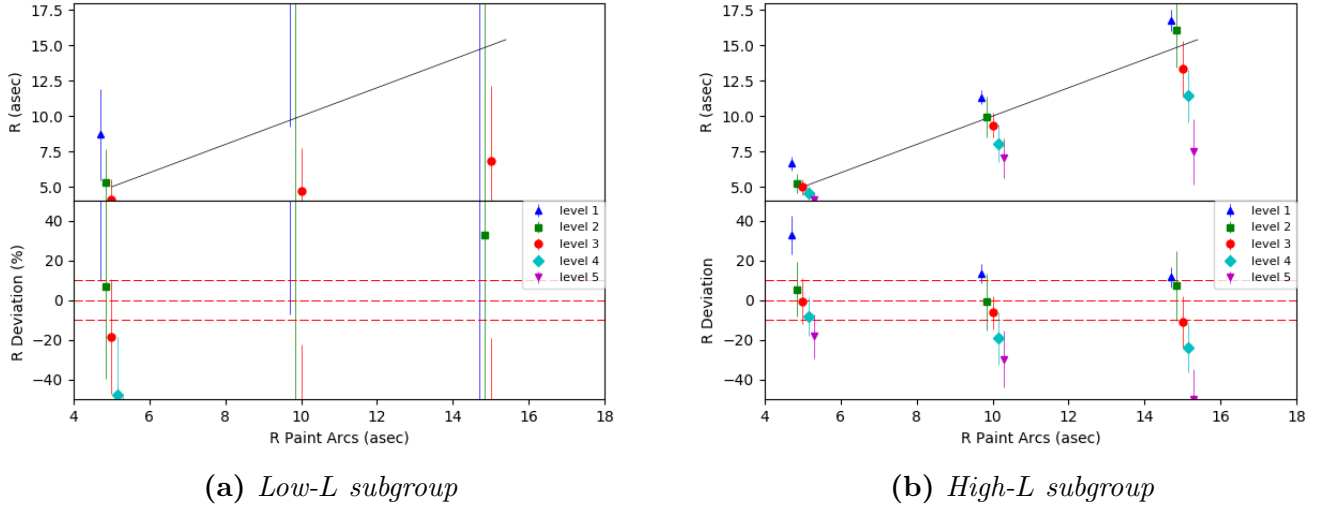 17.5
15.0
12.5
10.0
7.5
5.0
R (asec)
40
20
0
−20
−40
R Deviation (%)
level 1
level 2
level 3
level 4
level 5
4 6 8 10 12 14 16 18
R Paint Arcs (asec)
(a) Low-L subgroup
17.5
15.0
12.5
10.0
7.5
5.0
R (asec)
40
20
0
−20
−40
R Deviation
level 1
level 2
level 3
level 4
level 5
4 6 8 10 12 14 16 18
R Paint Arcs (asec)
(b) High-L subgroup